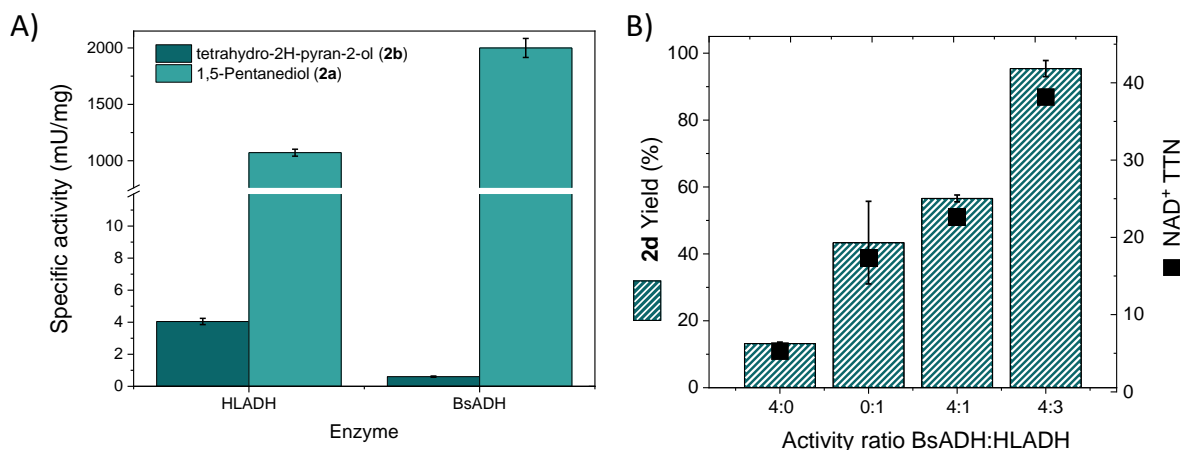 A)
Specific activity (mU/mg)
2000
1000
10
8
6
4
2
0
tetrahydro-2H-pyran-2-ol (2b)
1,5-Pentanediol (2a)
HLADH
BsADH
Enzyme
B)
2d Yield (%)
100
80
60
40
20
0
4:0
0:1
4:1
4:3
Activity ratio BsADH:HLADH
40
30
20
10
0
NAD⁺ TTN